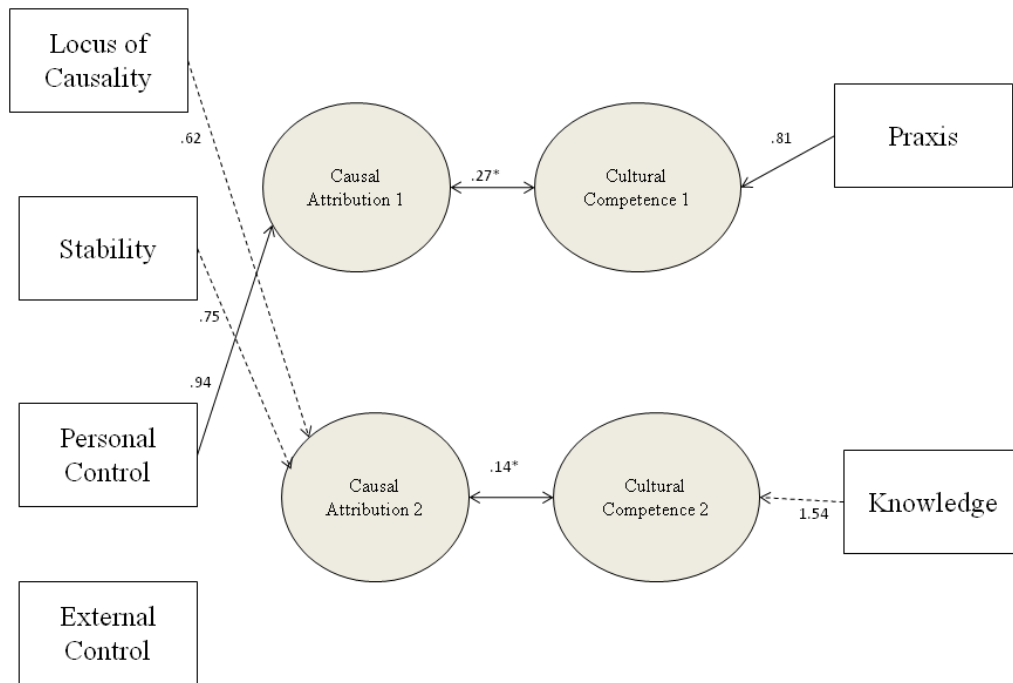 Locus of
Causality
.62
Stability
.75
.94
Personal
Control
External
Control
Causal
Attribution 1
.27*
Cultural
Competence 1
.81
Praxis
Causal
Attribution 2
.14*
Cultural
Competence 2
1.54
Knowledge